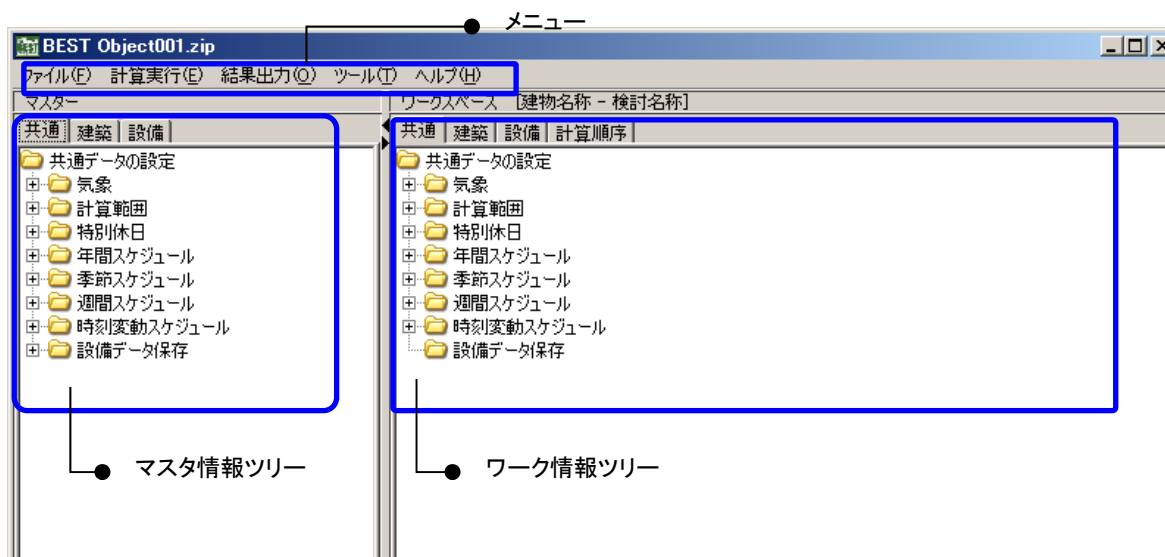 メニュー
BEST Object001.zip
ファイル(F) 計算実行(E) 結果出力(O) ツール(T) ヘルプ(H)
マスター
ワークスペース [建物名称 - 検討名称]
共通 建築 設備
共通データの設定
気象
計算範囲
特別休日
年間スケジュール
季節スケジュール
週間スケジュール
時刻変動スケジュール
設備データ保存
共通 建築 設備 計算順序
共通データの設定
気象
計算範囲
特別休日
年間スケジュール
季節スケジュール
週間スケジュール
時刻変動スケジュール
設備データ保存
マスタ情報ツリー
ワーク情報ツリー